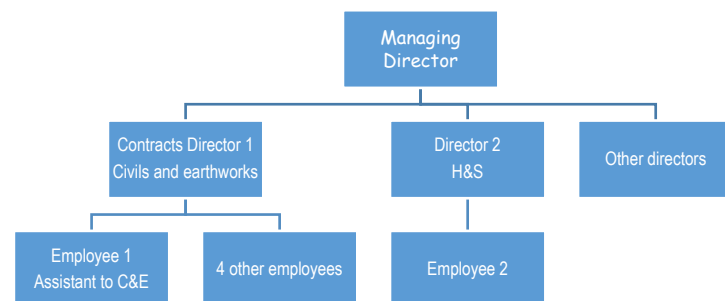 Managing
Director
Contracts Director 1
Civils and earthworks
Director 2
H&S
Other directors
Employee 1
Assistant to C&E
4 other employees
Employee 2